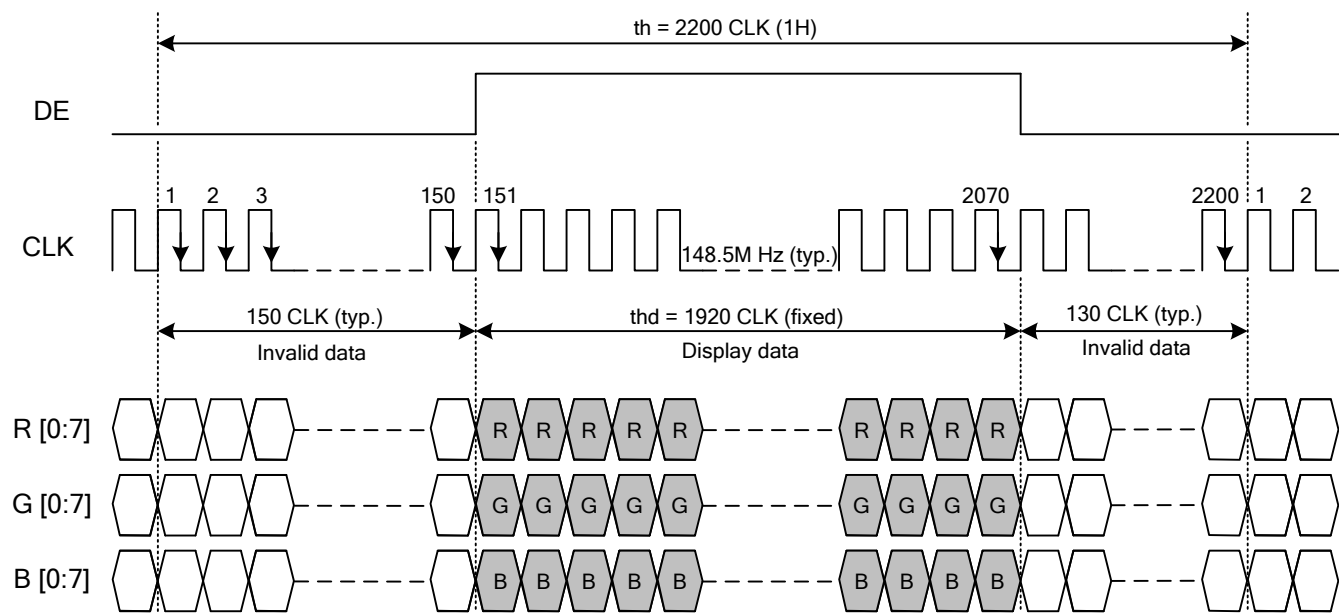 th = 2200 CLK (1H)
DE
1 2 3 150 151 2070 2200 1 2
CLK
148.5M Hz (typ.)
150 CLK (typ.) thd = 1920 CLK (fixed) 130 CLK (typ.)
Invalid data Display data Invalid data
R [0:7] R R R R R R R R R
G [0:7] G G G G G G G G G
B [0:7] B B B B B B B B B